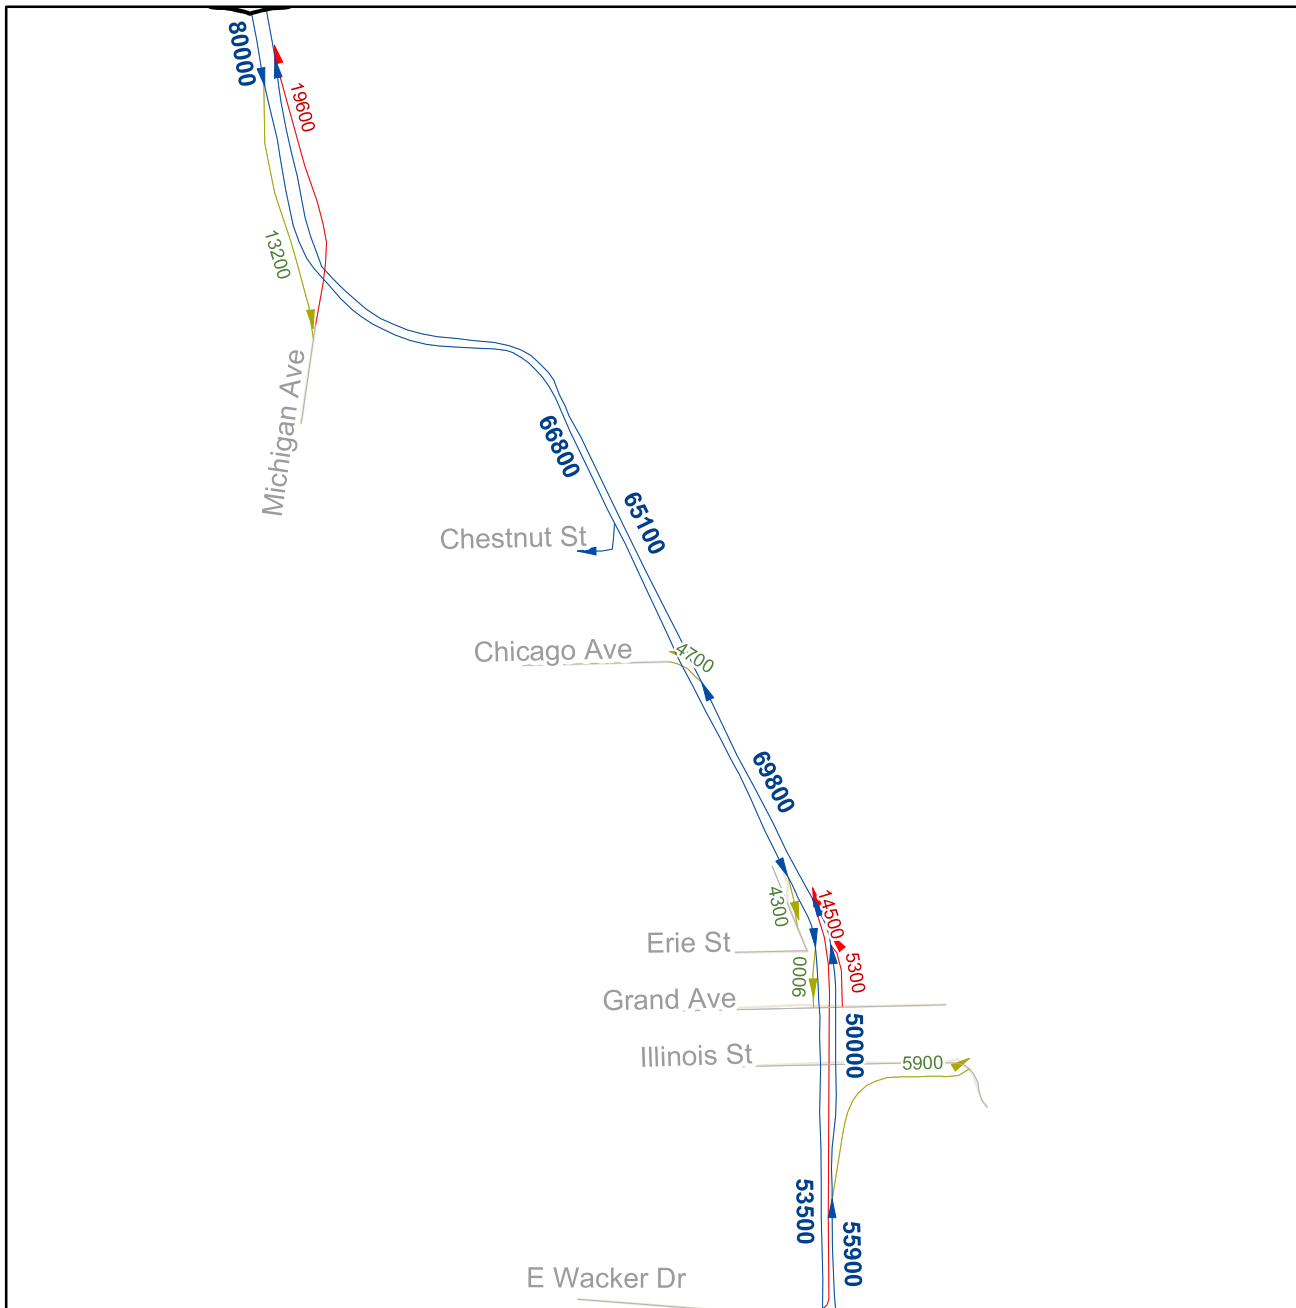 80000
19600
13200
Michigan Ave
66800
65100
Chestnut St
Chicago Ave
4700
69800
4300
14500
Erie St
5300
9000
Grand Ave
50000
Illinois St
5900
53500
55900
E Wacker Dr